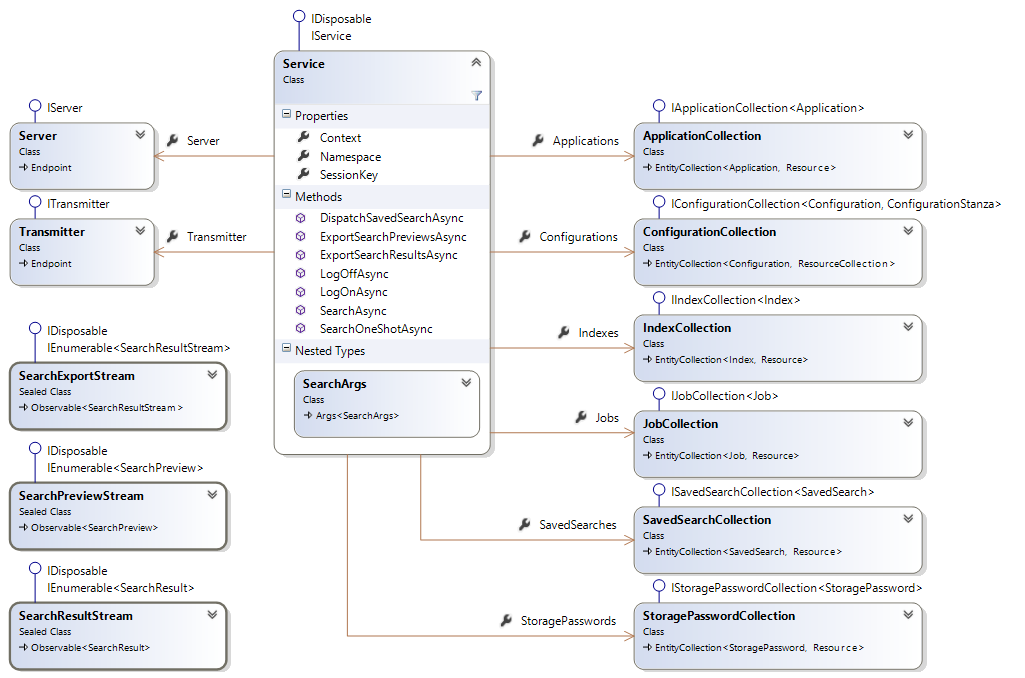 IDisposable
IService
Service
Class
Properties
Context
Namespace
SessionKey
Methods
DispatchSavedSearchAsync
ExportSearchPreviewsAsync
ExportSearchResultsAsync
LogOffAsync
LogOnAsync
SearchAsync
SearchOneShotAsync
Nested Types
SearchArgs
Class
Args<SearchArgs>
IServer
Server
Class
Endpoint
Server
ITransmitter
Transmitter
Class
Endpoint
Transmitter
IDisposable
IEnumerable<SearchResultStream>
SearchExportStream
Sealed Class
Observable<SearchResultStream >
IDisposable
IEnumerable<SearchPreview>
SearchPreviewStream
Sealed Class
Observable<SearchPreview>
IDisposable
IEnumerable<SearchResult>
SearchResultStream
Sealed Class
Observable<SearchResult>
Applications
IApplicationCollection<Application>
ApplicationCollection
Class
EntityCollection<Application, Resource>
Configurations
IConfigurationCollection<Configuration, ConfigurationStanza>
ConfigurationCollection
Class
EntityCollection<Configuration, ResourceCollection>
Indexes
IIndexCollection<Index>
IndexCollection
Class
EntityCollection<Index, Resource>
Jobs
IJobCollection<Job>
JobCollection
Class
EntityCollection<Job, Resource>
SavedSearches
ISavedSearchCollection<SavedSearch>
SavedSearchCollection
Class
EntityCollection<SavedSearch, Resource>
StoragePasswords
IStoragePasswordCollection<StoragePassword>
StoragePasswordCollection
Class
EntityCollection<StoragePassword, Resource>